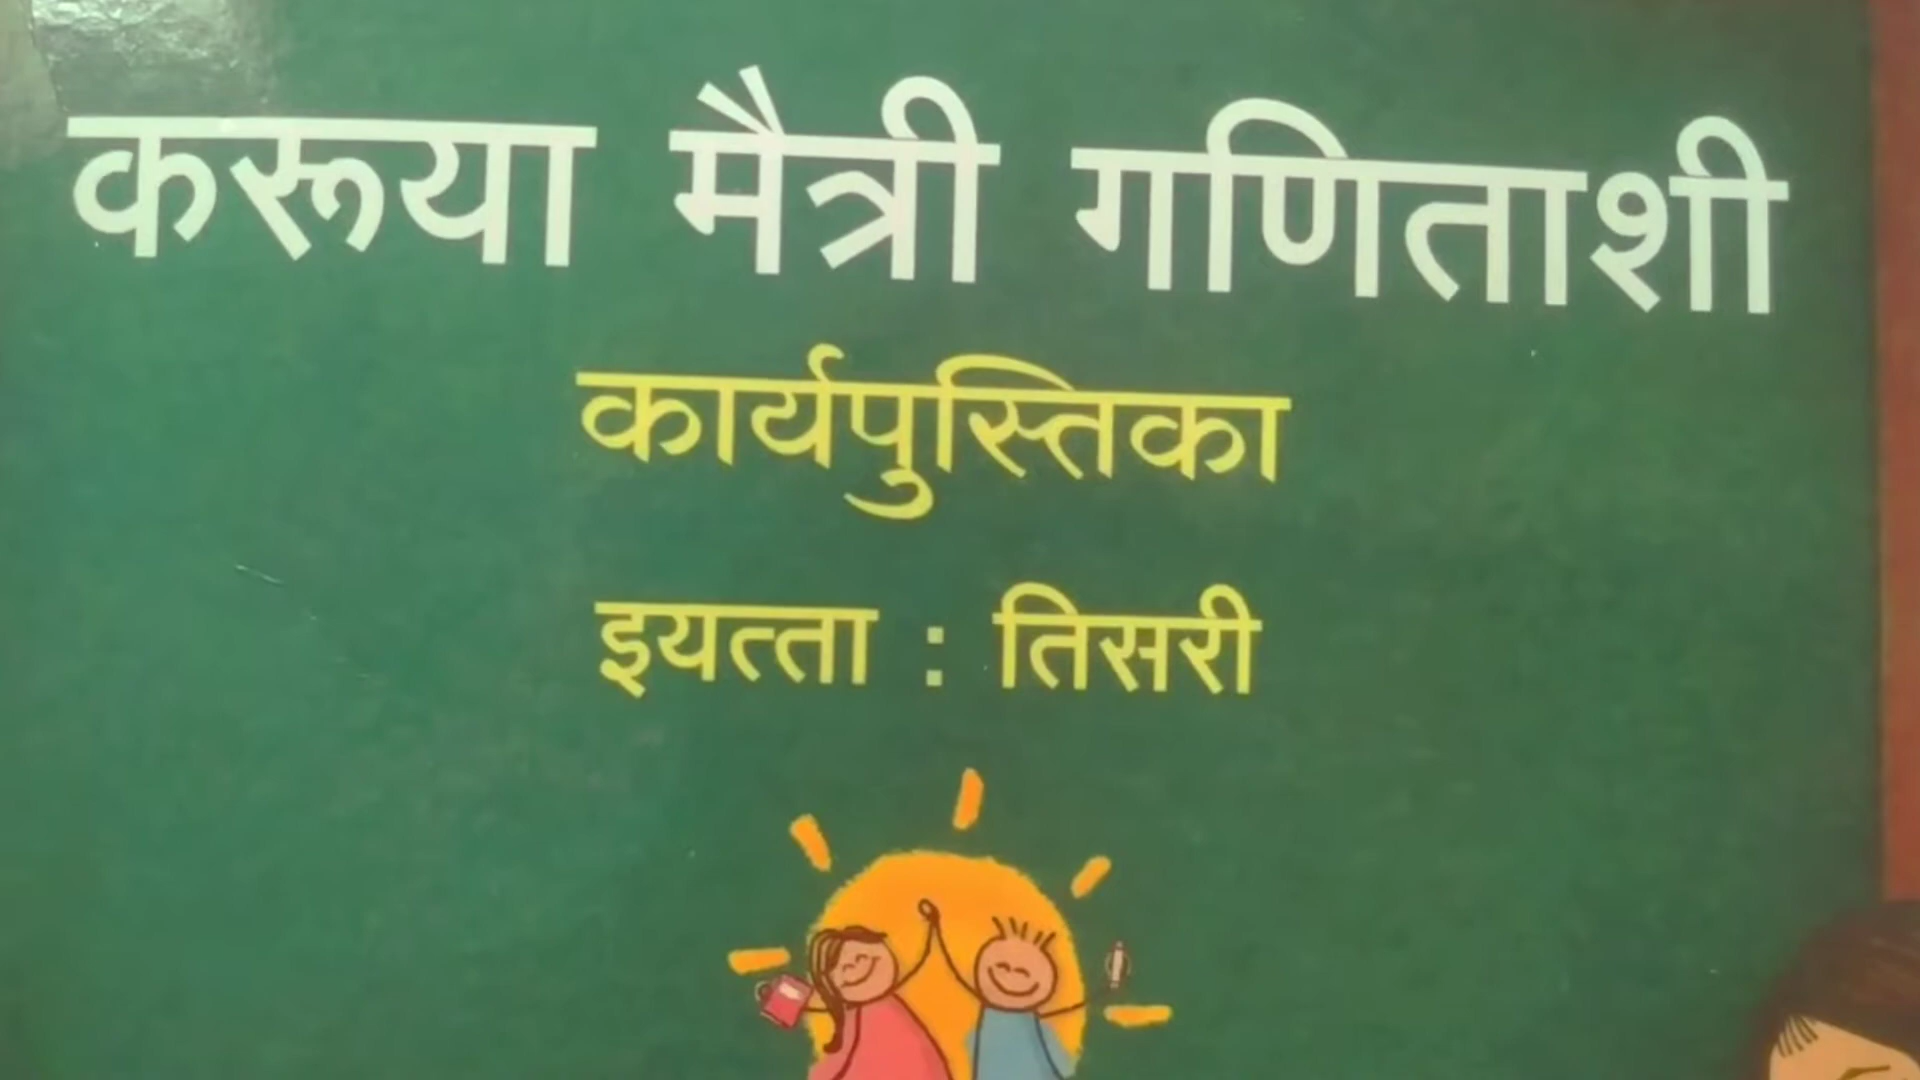 करूया मैत्री गणिताशी
कार्यपुस्तिका
इयत्ता : तिसरी